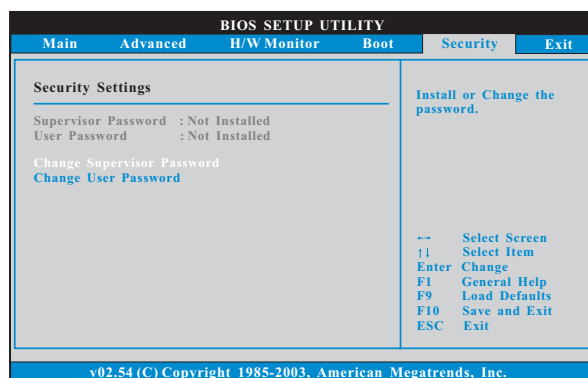 BIOS SETUP UTILITY
Main Advanced H/W Monitor Boot Security Exit
Security Settings
Supervisor Password : Not Installed
User Password : Not Installed
Change Supervisor Password
Change User Password
Install or Change the
password.
←→ Select Screen
↑↓ Select Item
Enter Change
F1 General Help
F9 Load Defaults
F10 Save and Exit
ESC Exit
v02.54 (C) Copyright 1985-2003, American Megatrends, Inc.